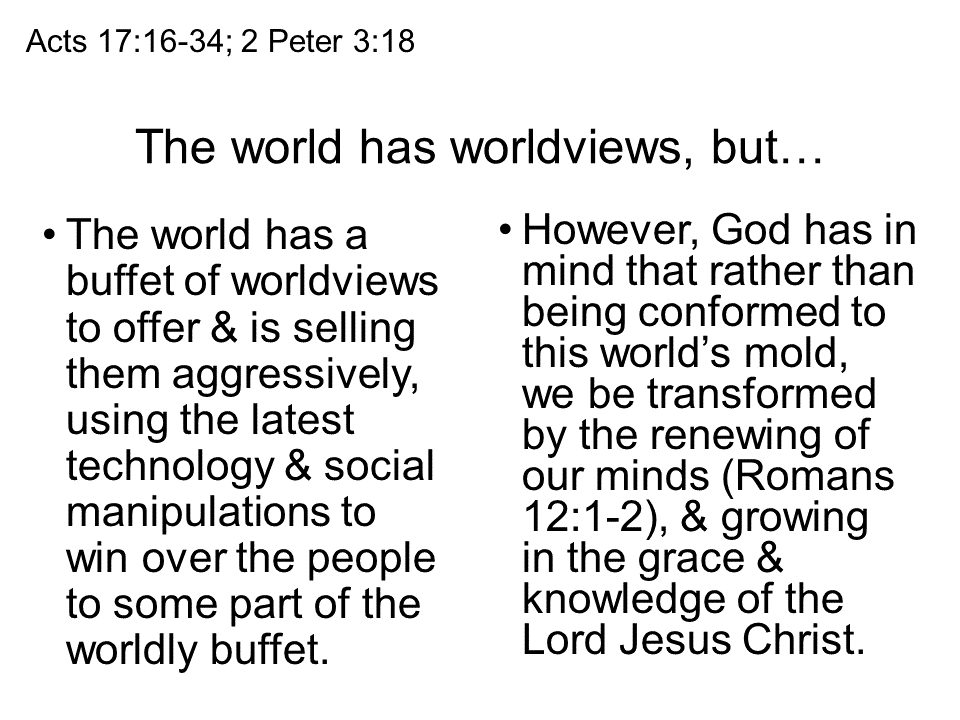 Acts 17:16-34; 2 Peter 3:18
The world has worldviews, but…
• The world has a
buffet of worldviews
to offer & is selling
them aggressively,
using the latest
technology & social
manipulations to
win over the people
to some part of the
worldly buffet.
• However, God has in
mind that rather than
being conformed to
this world’s mold,
we be transformed
by the renewing of
our minds (Romans
12:1-2), & growing
in the grace &
knowledge of the
Lord Jesus Christ.